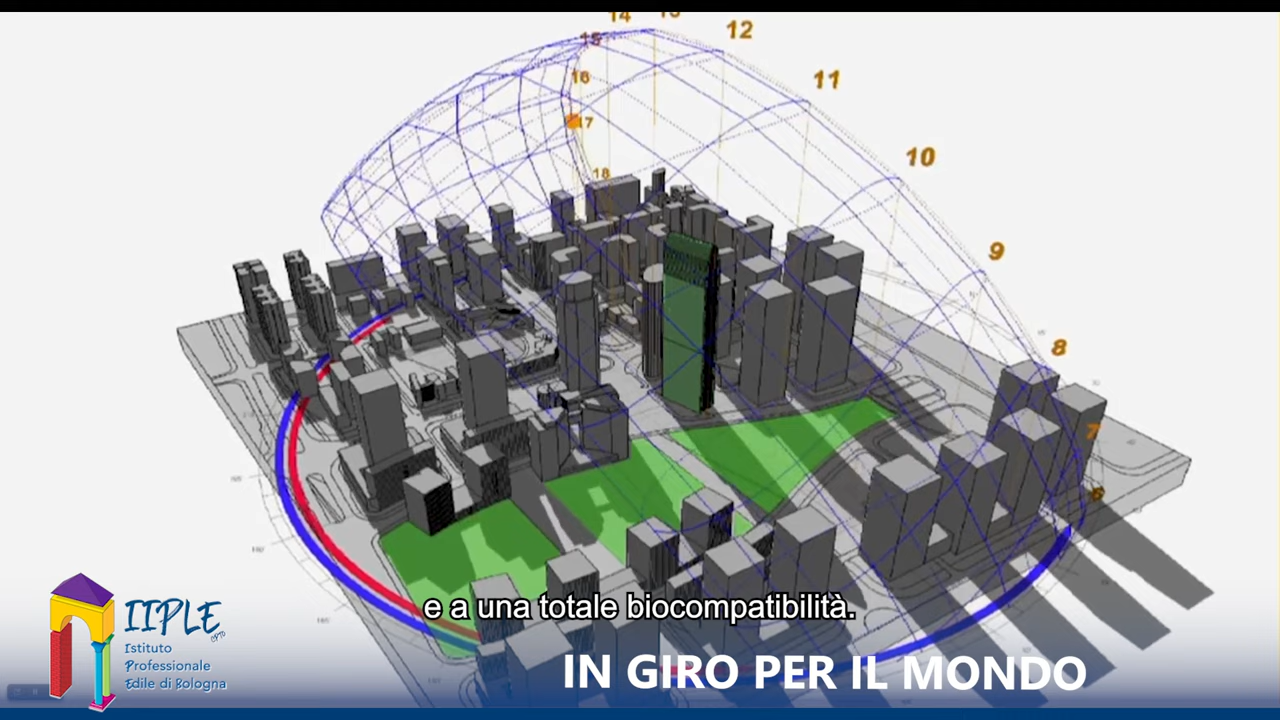 14
12
15
11
16
17
10
18
9
8
7
6
e a una totale biocompatibilità.
IIPLE
CPTO
Istituto
Professionale
Edile di Bologna
IN GIRO PER IL MONDO